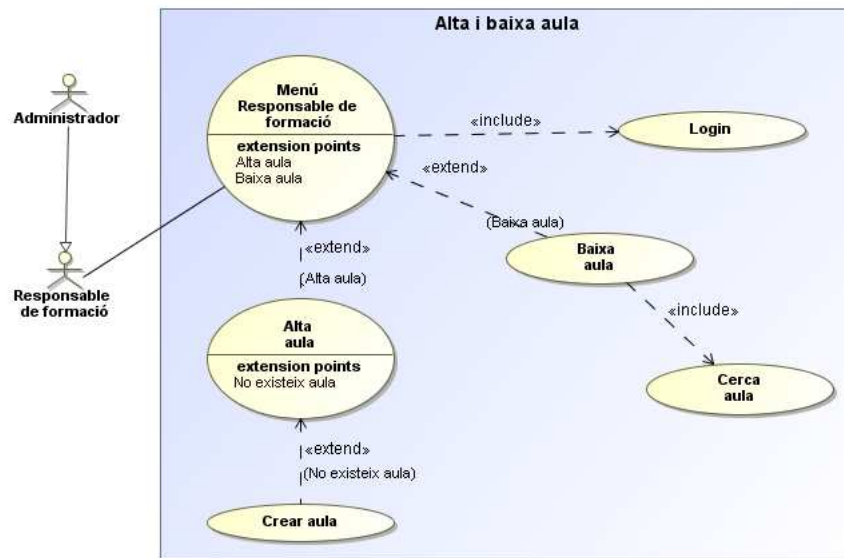 Alta i baixa aula
Administrador
Responsable
de formació
Menú
Responsable de
formació
extension points
Alta aula
Baixa aula
«include»
Login
«extend»
(Baixa aula)
Baixa
aula
«extend»
(Alta aula)
«include»
Alta
aula
extension points
No existeix aula
Cerca
aula
«extend»
(No existeix aula)
Crear aula